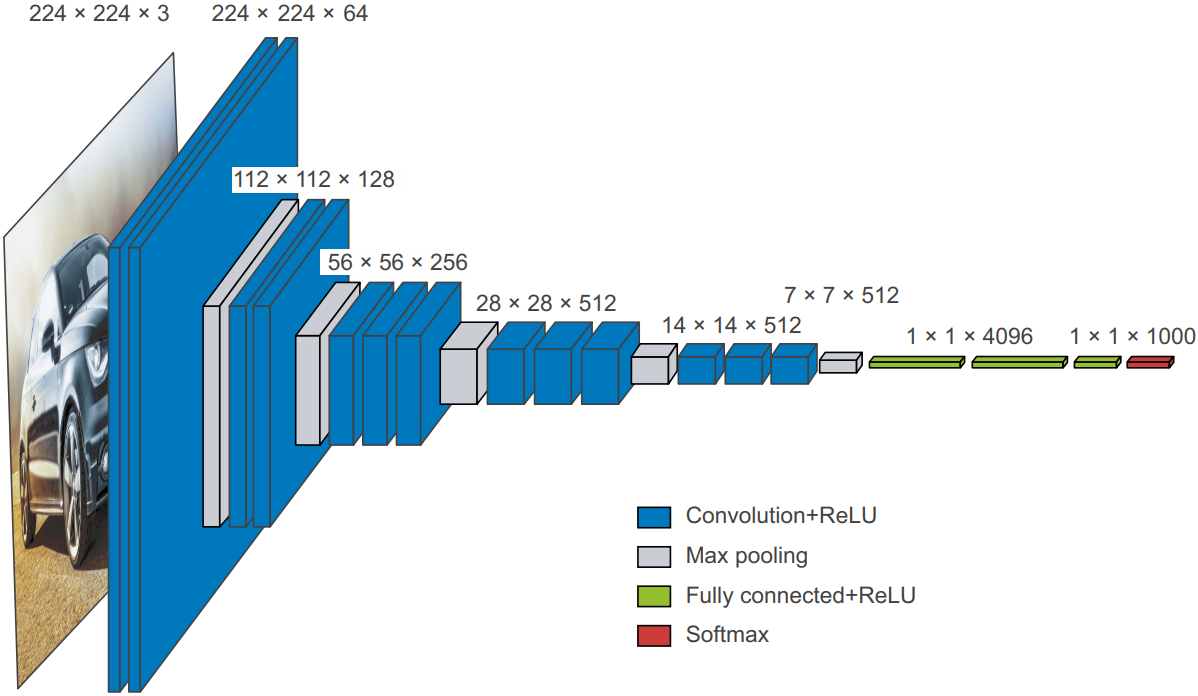 224 × 224 × 3
224 × 224 × 64
112 × 112 × 128
56 × 56 × 256
28 × 28 × 512
14 × 14 × 512
7 × 7 × 512
1 × 1 × 4096
1 × 1 × 1000
Convolution+ReLU
Max pooling
Fully connected+ReLU
Softmax